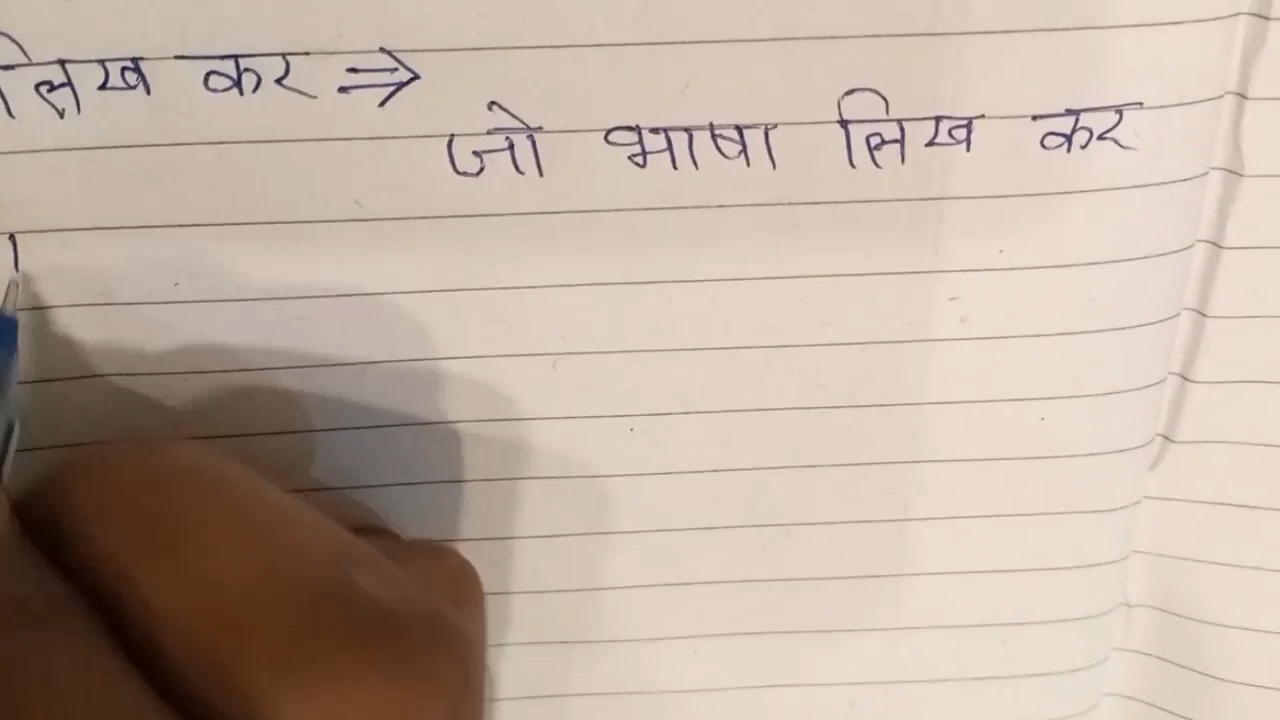 लिख कर ⇒
जो भाषा लिख कर